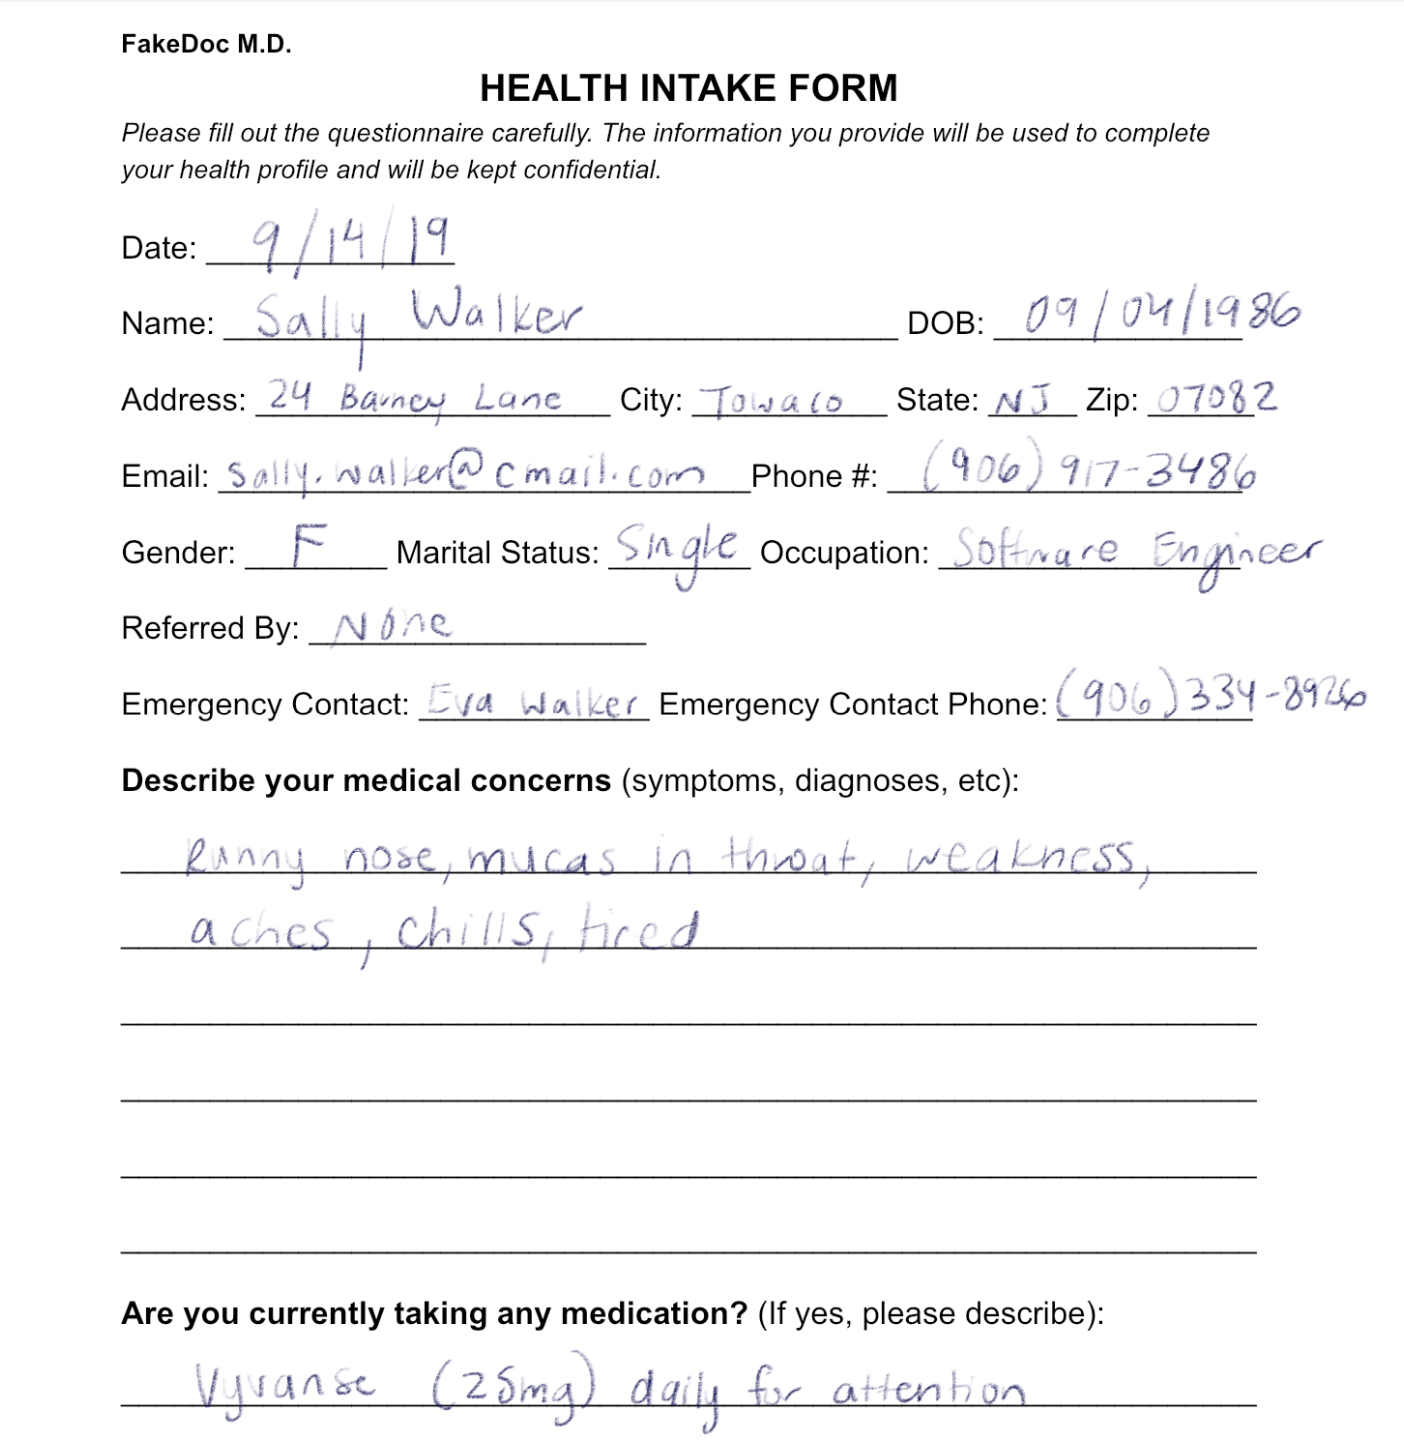 FakeDoc M.D.
HEALTH INTAKE FORM
Please fill out the questionnaire carefully. The information you provide will be used to complete
your health profile and will be kept confidential.
Date: 9/14/19
Name: Sally Walker DOB: 09/04/1986
Address: 24 Barney Lane City: Towaco State: NJ Zip: 07082
Email: Sally.walker@cmail.com Phone #: (906) 917-3486
Gender: F Marital Status: Single Occupation: Software Engineer
Referred By: None
Emergency Contact: Eva Walker Emergency Contact Phone: (906) 334-8926
Describe your medical concerns (symptoms, diagnoses, etc):
Runny nose, mucas in throat, weakness,
aches, chills, tired
Are you currently taking any medication? (If yes, please describe):
Vyvanse (25mg) daily for attention